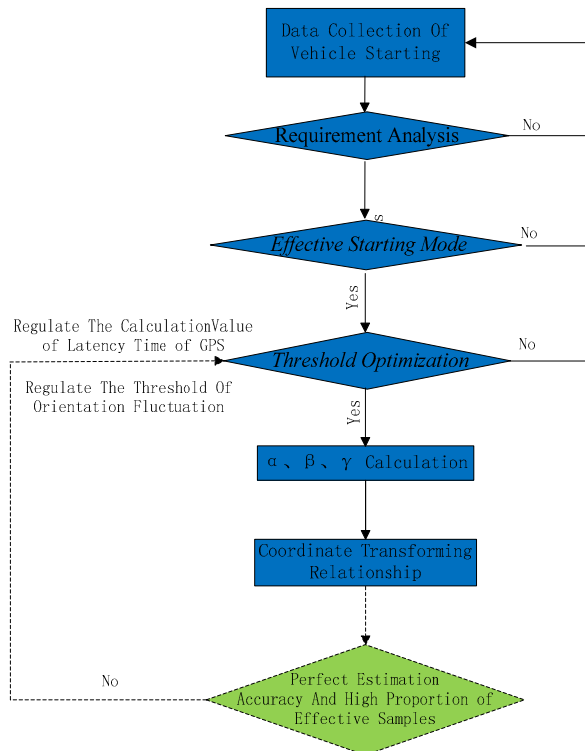 Data Collection Of
Vehicle Starting
Requirement Analysis
No
s
Effective Starting Mode
No
Yes
Regulate The CalculationValue
of Latency Time of GPS
Threshold Optimization
No
Regulate The Threshold Of
Orientation Fluctuation
Yes
α、β、γ Calculation
Coordinate Transforming
Relationship
Perfect Estimation
Accuracy And High Proportion of
Effective Samples
No